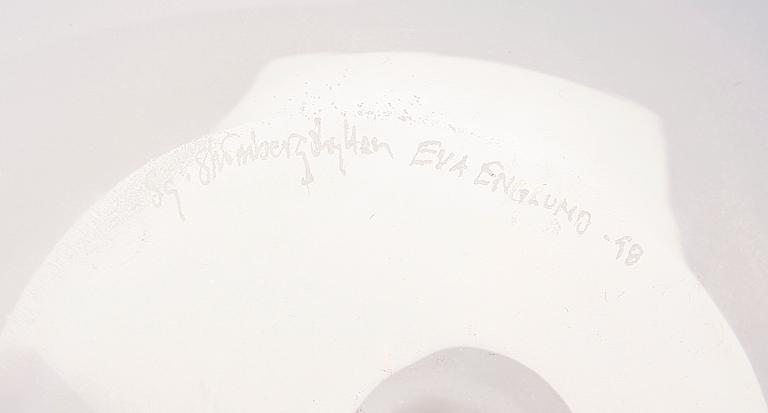 Strömbergshyttan EVA ENGLUND -98